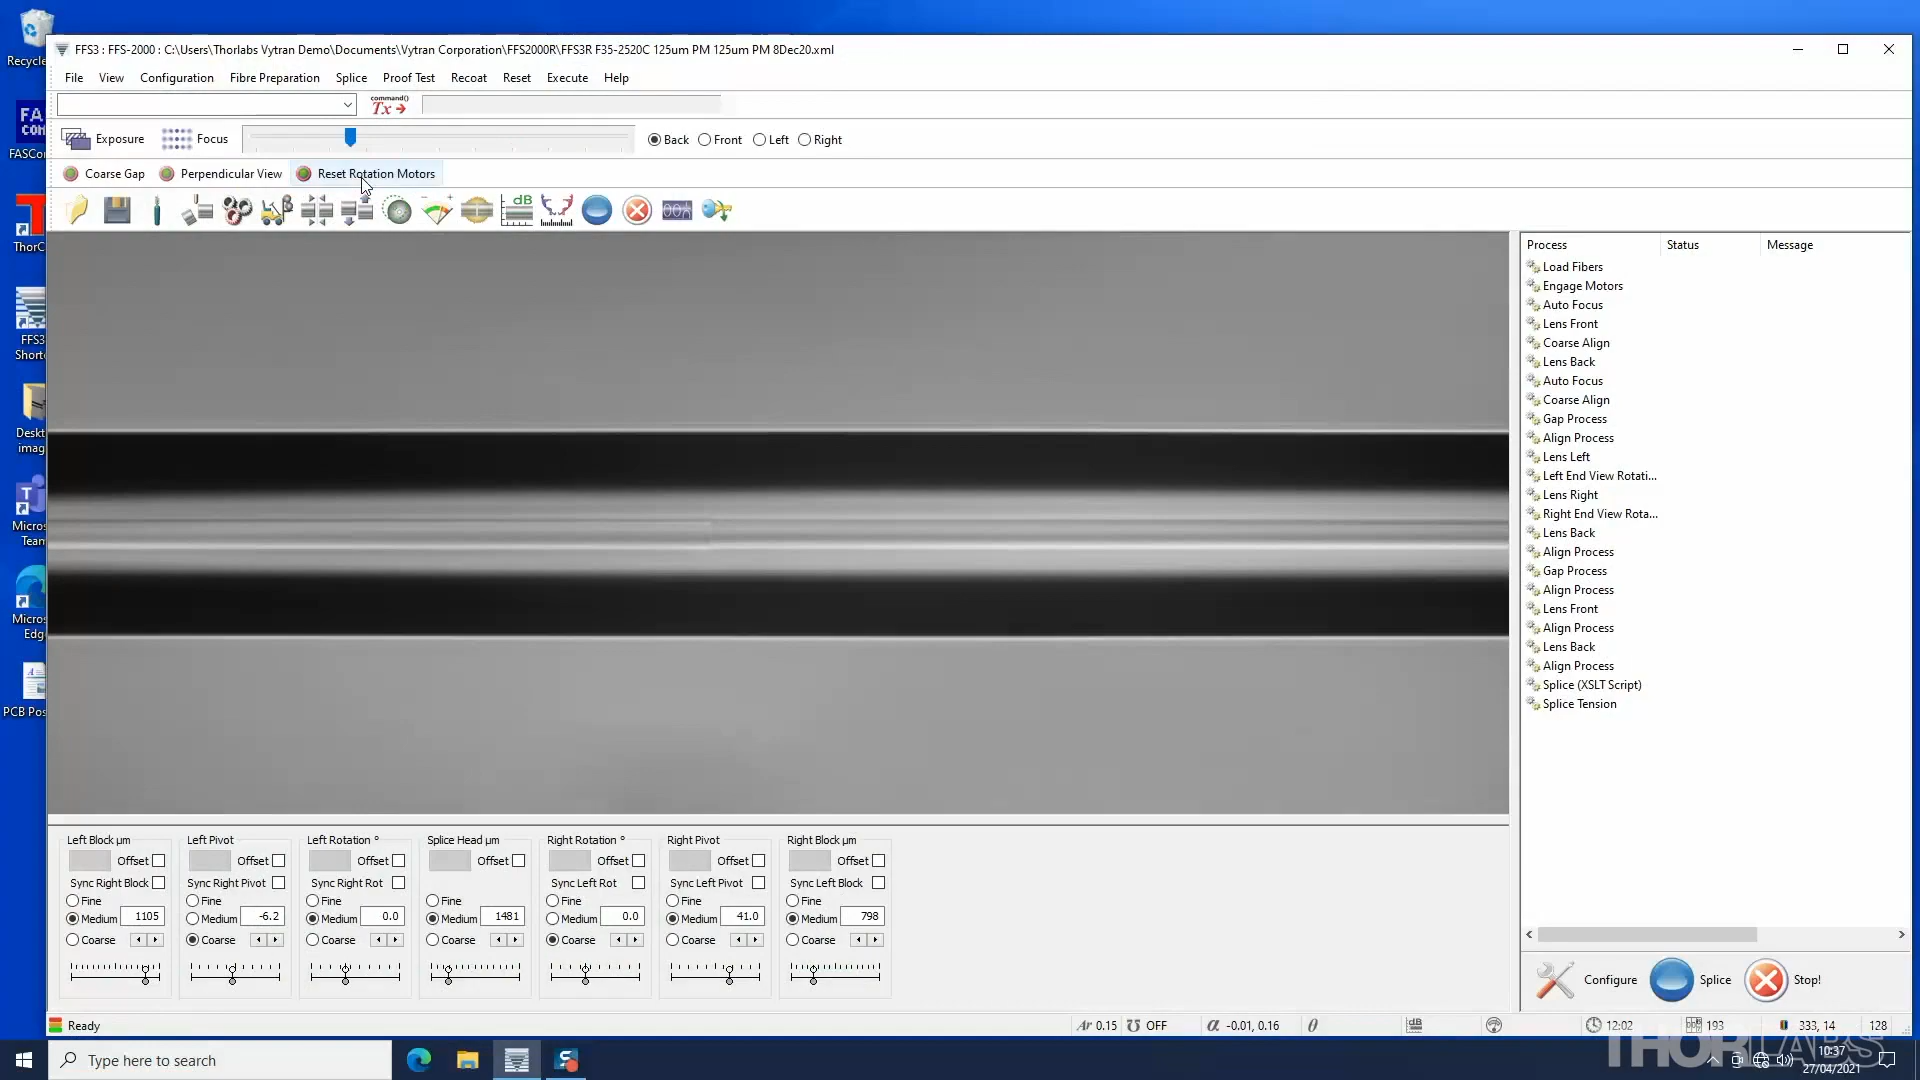 Recycle
FFS3 : FFS-2000 : C:\Users\Thorlabs Vytran Demo\Documents\Vytran Corporation\FFS2000R\FFS3R F35-2520C 125um PM 125um PM 8Dec20.xml
File View Configuration Fibre Preparation Splice Proof Test Recoat Reset Execute Help
command() Tx
Exposure Focus Back Front Left Right
Coarse Gap Perpendicular View Reset Rotation Motors
dB
FA
CON
FASCo
ThorC
FFS3
Shorto
Deskt
imag
Micros
Team
Micros
Edg
PCB Pos
Process Status Message
Load Fibers
Engage Motors
Auto Focus
Lens Front
Coarse Align
Lens Back
Auto Focus
Coarse Align
Gap Process
Align Process
Lens Left
Left End View Rotati...
Lens Right
Right End View Rota...
Lens Back
Align Process
Gap Process
Align Process
Lens Front
Align Process
Lens Back
Align Process
Splice (XSLT Script)
Splice Tension
Left Block µm Left Pivot Left Rotation ° Splice Head µm Right Rotation ° Right Pivot Right Block µm
Offset Offset Offset Offset Offset Offset Offset
Sync Right Block Sync Right Pivot Sync Right Rot Sync Left Rot Sync Left Pivot Sync Left Block
Fine Fine Fine Fine Fine Fine Fine
Medium 1105 Medium -6.2 Medium 0.0 Medium 1481 Medium 0.0 Medium 41.0 Medium 798
Coarse Coarse Coarse Coarse Coarse Coarse Coarse
Configure Splice Stop!
Ready Ar 0.15 OFF α -0.01, 0.16 θ dB 12:02 193 333, 14 128
Type here to search
THORLABS
10:37
27/04/2021